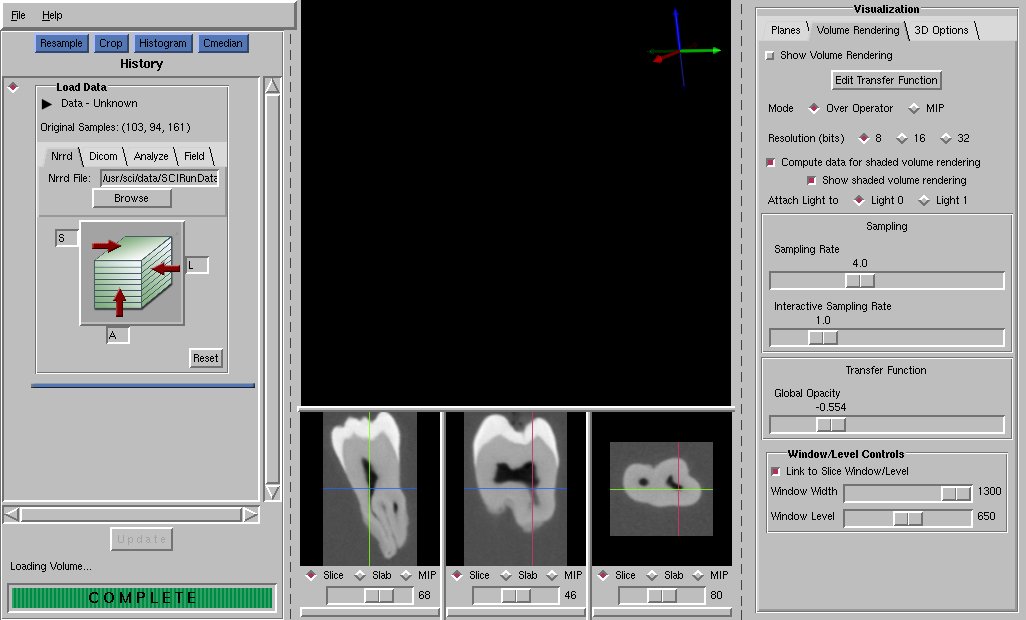 File Help
Resample Crop Histogram Cmedian
History
Load Data
Data - Unknown
Original Samples: (103, 94, 161)
Nrrd Dicom Analyze Field
Nrrd File: /usr/sci/data/SCIRunData
Browse
S
L
A
Reset
Update
Loading Volume...
COMPLETE
Slice Slab MIP
68
Slice Slab MIP
46
Slice Slab MIP
80
Visualization
Planes Volume Rendering 3D Options
Show Volume Rendering
Edit Transfer Function
Mode Over Operator MIP
Resolution (bits) 8 16 32
Compute data for shaded volume rendering
Show shaded volume rendering
Attach Light to Light 0 Light 1
Sampling
Sampling Rate
4.0
Interactive Sampling Rate
1.0
Transfer Function
Global Opacity
-0.554
Window/Level Controls
Link to Slice Window/Level
Window Width 1300
Window Level 650